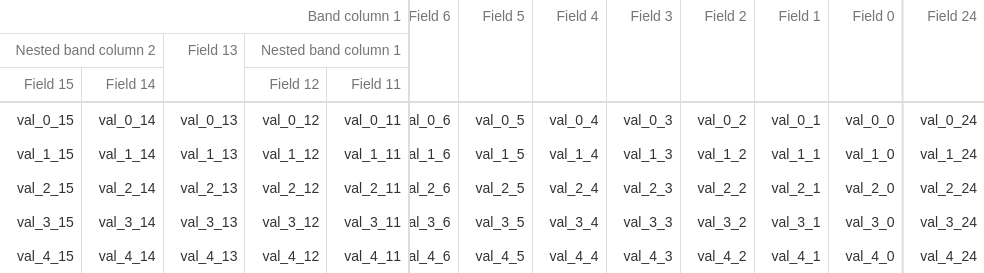 Band column 1 Field 6 Field 5 Field 4 Field 3 Field 2 Field 1 Field 0 Field 24
Nested band column 2 Field 13 Nested band column 1
Field 15 Field 14 Field 12 Field 11
val_0_15 val_0_14 val_0_13 val_0_12 val_0_11 al_0_6 val_0_5 val_0_4 val_0_3 val_0_2 val_0_1 val_0_0 val_0_24
val_1_15 val_1_14 val_1_13 val_1_12 val_1_11 al_1_6 val_1_5 val_1_4 val_1_3 val_1_2 val_1_1 val_1_0 val_1_24
val_2_15 val_2_14 val_2_13 val_2_12 val_2_11 al_2_6 val_2_5 val_2_4 val_2_3 val_2_2 val_2_1 val_2_0 val_2_24
val_3_15 val_3_14 val_3_13 val_3_12 val_3_11 al_3_6 val_3_5 val_3_4 val_3_3 val_3_2 val_3_1 val_3_0 val_3_24
val_4_15 val_4_14 val_4_13 val_4_12 val_4_11 al_4_6 val_4_5 val_4_4 val_4_3 val_4_2 val_4_1 val_4_0 val_4_24